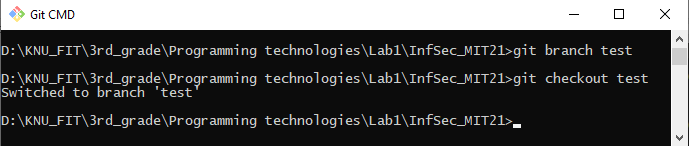 Git CMD
D:\KNU_FIT\3rd_grade\Programming technologies\Lab1\InfSec_MIT21>git branch test
D:\KNU_FIT\3rd_grade\Programming technologies\Lab1\InfSec_MIT21>git checkout test
Switched to branch 'test'
D:\KNU_FIT\3rd_grade\Programming technologies\Lab1\InfSec_MIT21>